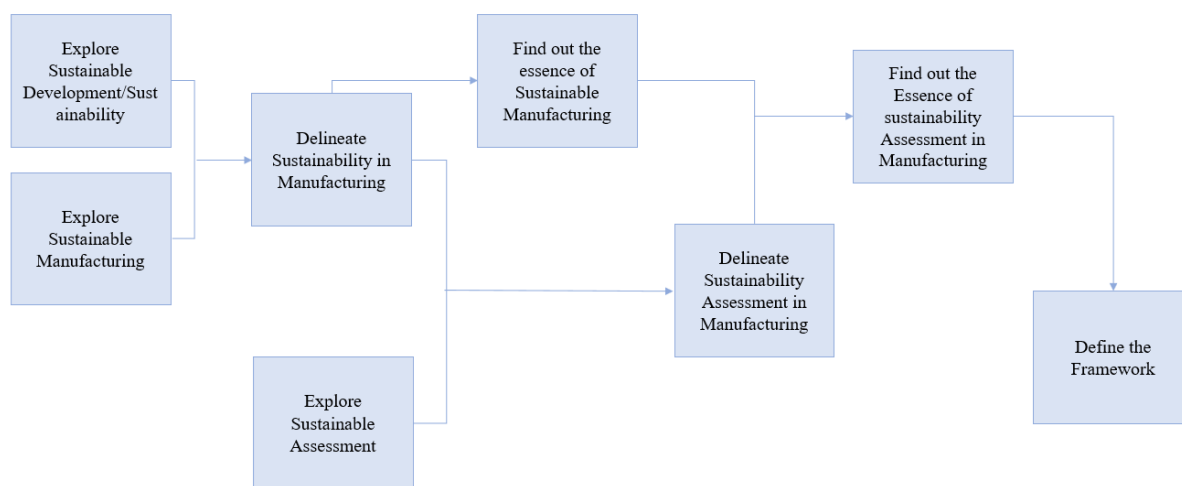 Explore
Sustainable
Development/Sust
ainability
Explore
Sustainable
Manufacturing
Delineate
Sustainability in
Manufacturing
Explore
Sustainable
Assessment
Find out the
essence of
Sustainable
Manufacturing
Delineate
Sustainability
Assessment in
Manufacturing
Find out the
Essence of
sustainability
Assessment in
Manufacturing
Define the
Framework